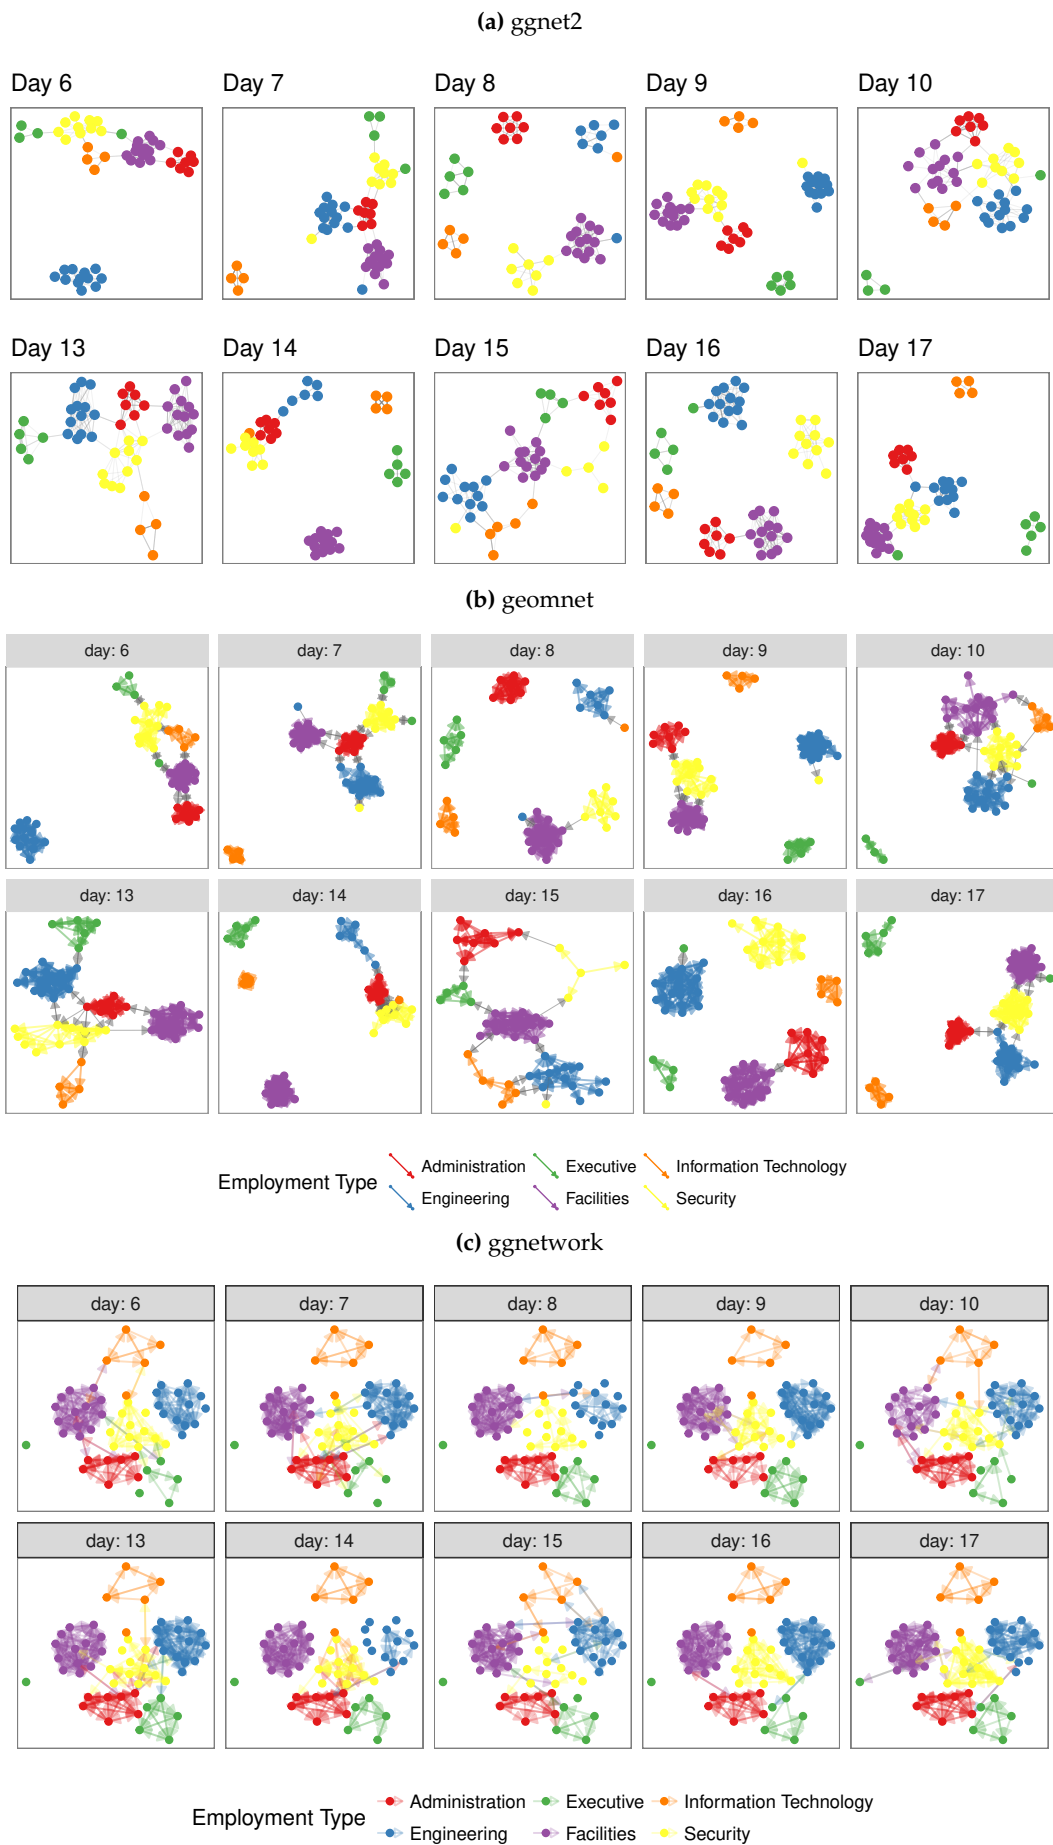 (a) ggnet2
Day 6 Day 7 Day 8 Day 9 Day 10
Day 13 Day 14 Day 15 Day 16 Day 17
(b) geomnet
day: 6 day: 7 day: 8 day: 9 day: 10
day: 13 day: 14 day: 15 day: 16 day: 17
Employment Type
Administration Executive Information Technology
Engineering Facilities Security
(c) ggnetwork
day: 6 day: 7 day: 8 day: 9 day: 10
day: 13 day: 14 day: 15 day: 16 day: 17
Employment Type
Administration Executive Information Technology
Engineering Facilities Security